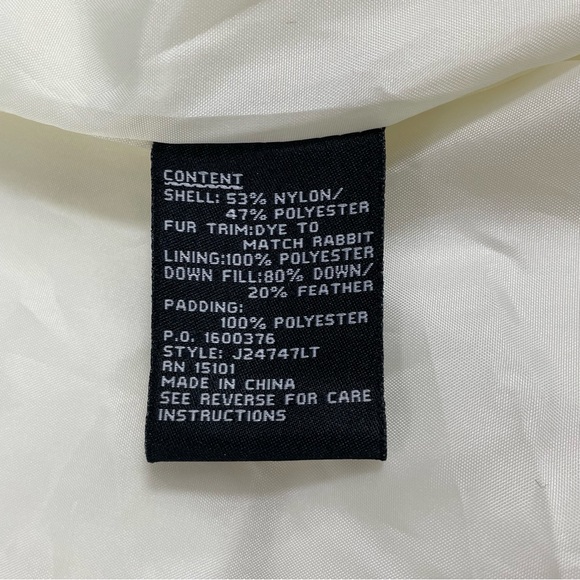 CONTENT
SHELL: 53% NYLON/
47% POLYESTER
FUR TRIM:DYE TO
MATCH RABBIT
LINING:100% POLYESTER
DOWN FILL:80% DOWN/
20% FEATHER
PADDING:
100% POLYESTER
P.O. 1600376
STYLE: J24747LT
RN 15101
MADE IN CHINA
SEE REVERSE FOR CARE
INSTRUCTIONS